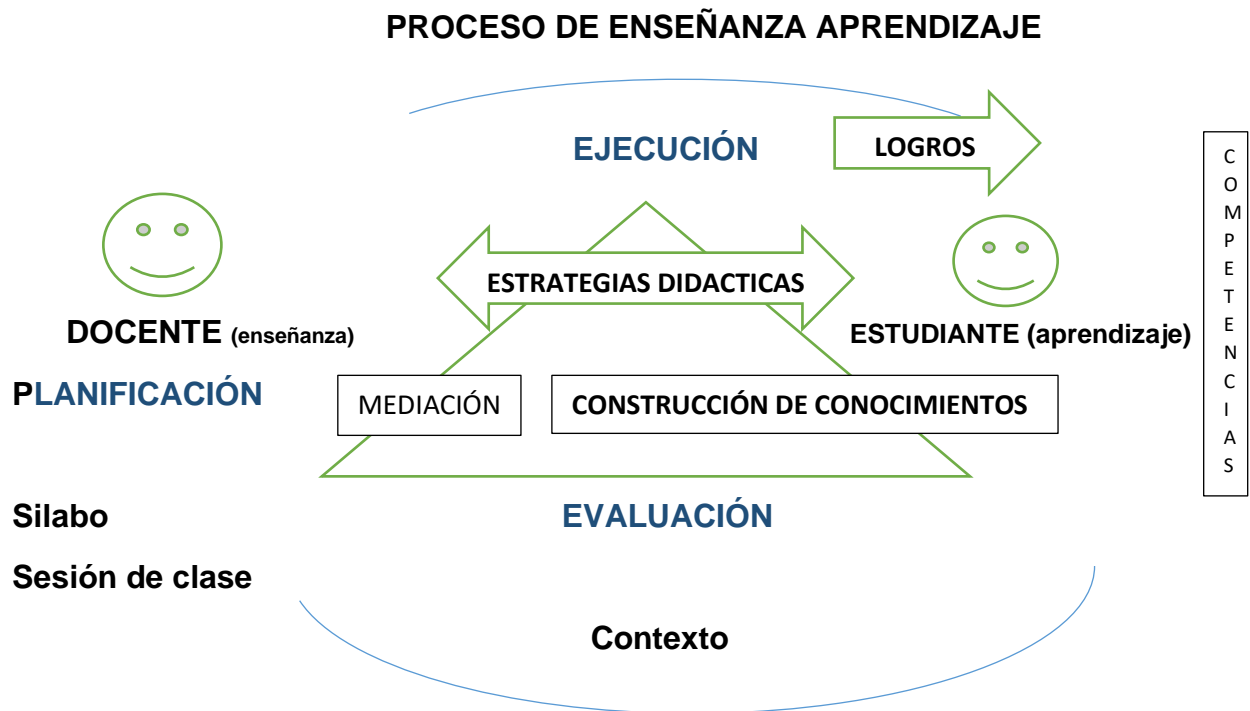 PROCESO DE ENSEÑANZA APRENDIZAJE
EJECUCIÓN
LOGROS
ESTRATEGIAS DIDACTICAS
DOCENTE (enseñanza)
ESTUDIANTE (aprendizaje)
PLANIFICACIÓN
MEDIACIÓN
CONSTRUCCIÓN DE CONOCIMIENTOS
COMPETENCIAS
Silabo
EVALUACIÓN
Sesión de clase
Contexto